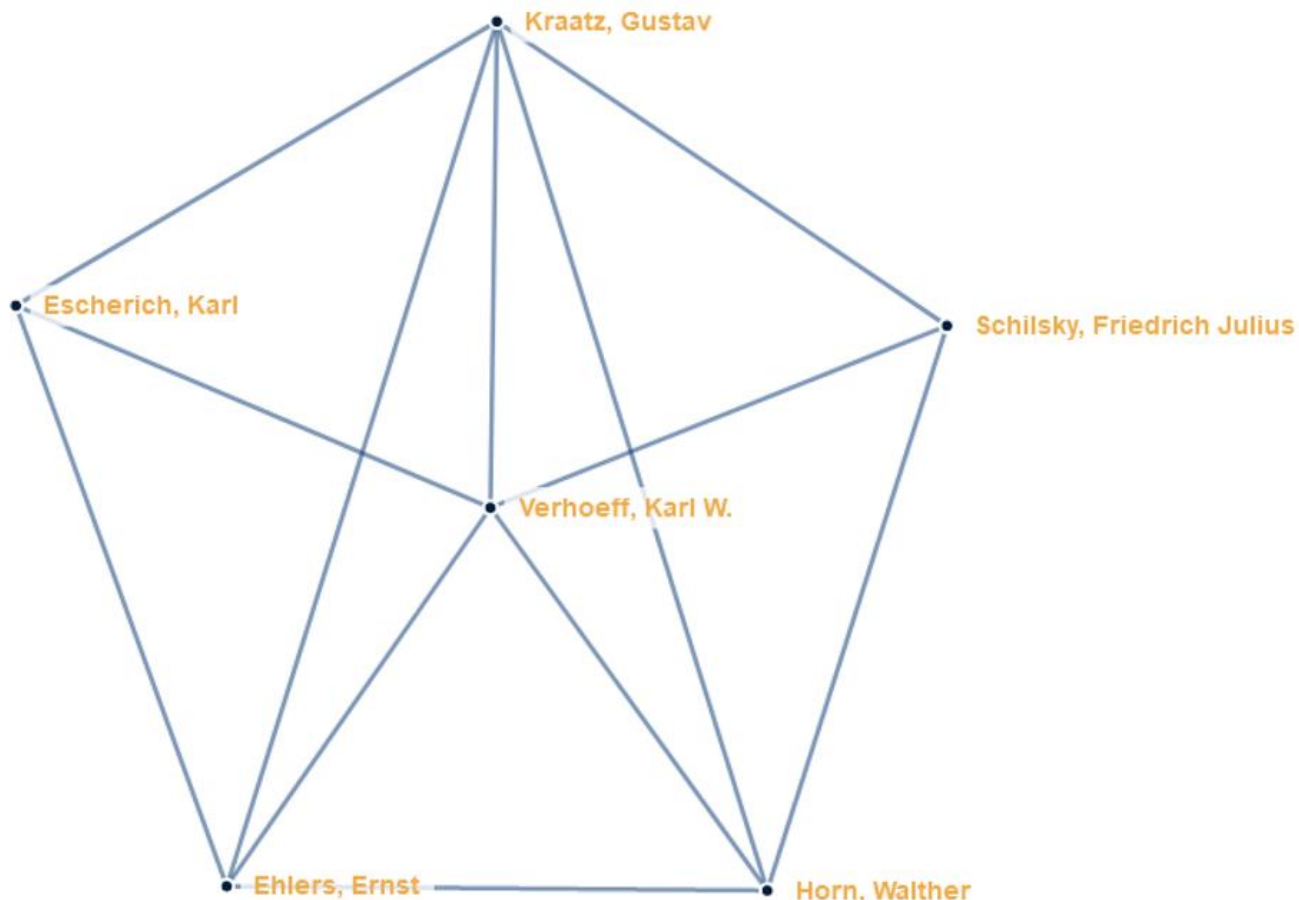 Kraatz, Gustav
Escherich, Karl
Schilsky, Friedrich Julius
Verhoeff, Karl W.
Ehlers, Ernst
Horn. Walther